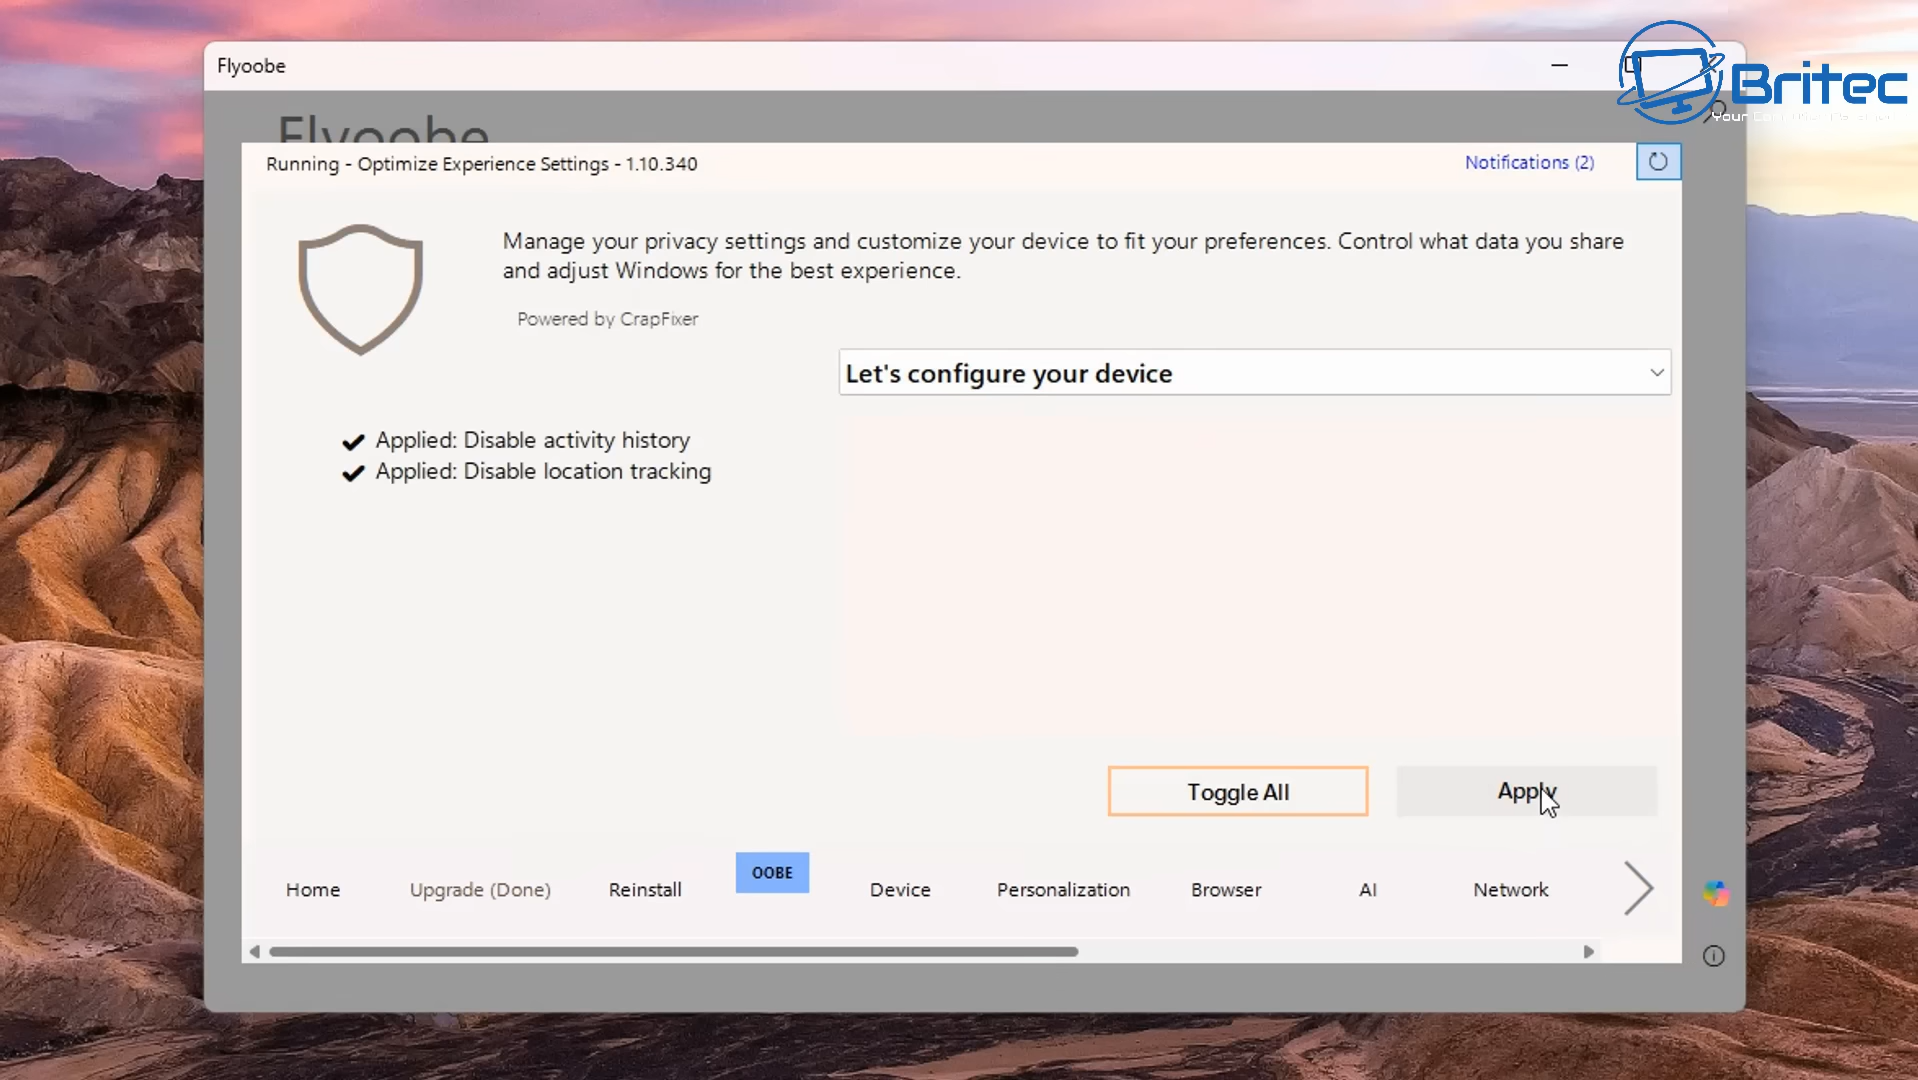 Flyoobe
Britec
Flyoobe
Running - Optimize Experience Settings - 1.10.340
Notifications (2)
Manage your privacy settings and customize your device to fit your preferences. Control what data you share
and adjust Windows for the best experience.
Powered by CrapFixer
Let's configure your device
Applied: Disable activity history
Applied: Disable location tracking
Toggle All
Apply
Home
Upgrade (Done)
Reinstall
OOBE
Device
Personalization
Browser
AI
Network